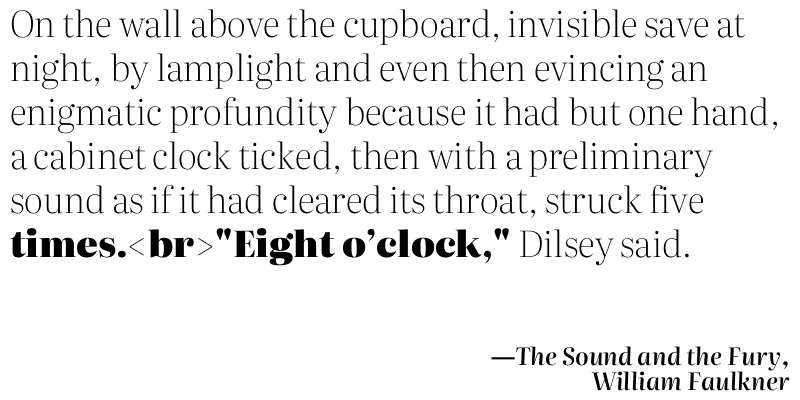 On the wall above the cupboard, invisible save at
night, by lamplight and even then evincing an
enigmatic profundity because it had but one hand,
a cabinet clock ticked, then with a preliminary
sound as if it had cleared its throat, struck five
times.<br>"Eight o’clock," Dilsey said.
—The Sound and the Fury,
William Faulkner